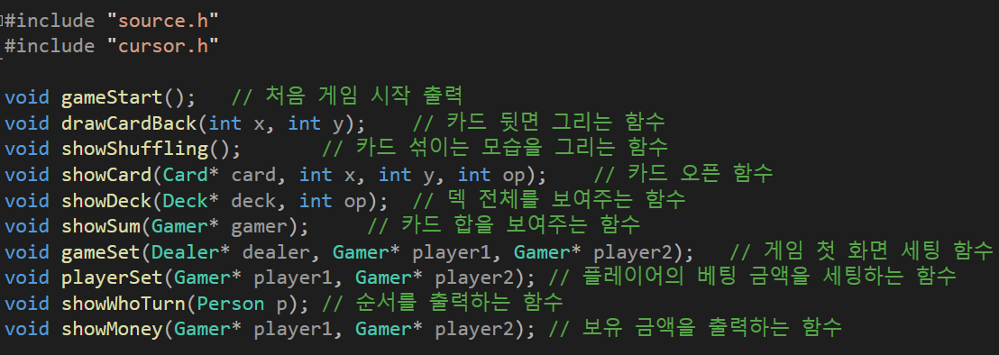 #include "source.h"
#include "cursor.h"
void gameStart(); // 처음 게임 시작 출력
void drawCardBack(int x, int y); // 카드 뒷면 그리는 함수
void showShuffling(); // 카드 섞이는 모습을 그리는 함수
void showCard(Card* card, int x, int y, int op); // 카드 오픈 함수
void showDeck(Deck* deck, int op); // 덱 전체를 보여주는 함수
void showSum(Gamer* gamer); // 카드 합을 보여주는 함수
void gameSet(Dealer* dealer, Gamer* player1, Gamer* player2); // 게임 첫 화면 세팅 함수
void playerSet(Gamer* player1, Gamer* player2); // 플레이어의 베팅 금액을 세팅하는 함수
void showWhoTurn(Person p); // 순서를 출력하는 함수
void showMoney(Gamer* player1, Gamer* player2); // 보유 금액을 출력하는 함수